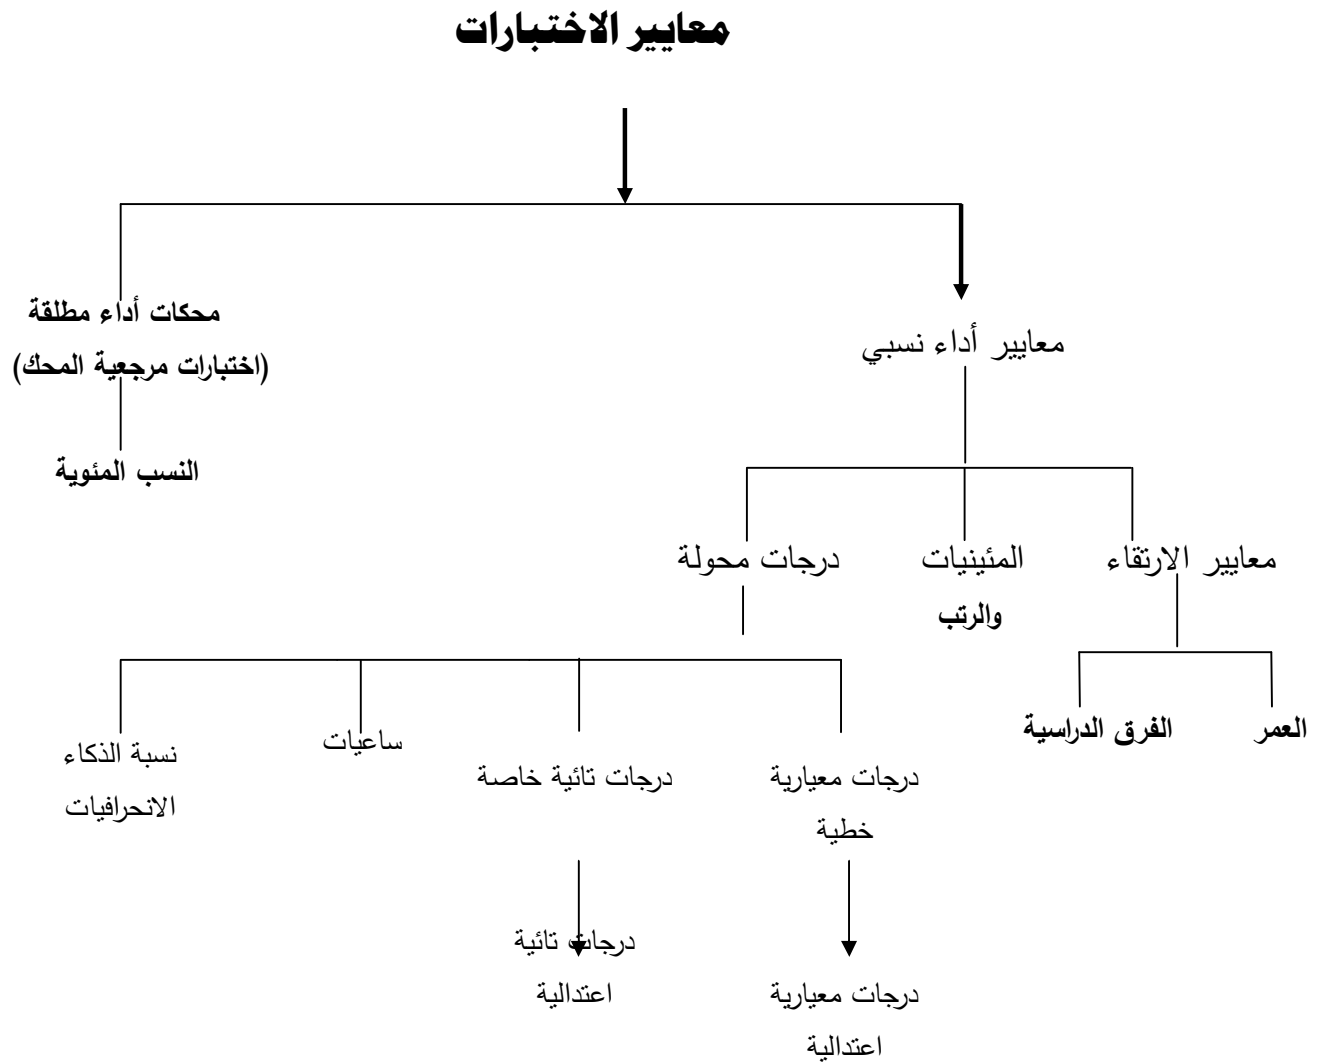 معايير الاختبارات
معايير أداء نسبي
محكات أداء مطلقة
(اختبارات مرجعية المحك)
النسب المئوية
معايير الارتقاء
المئينيات
والرتب
درجات محولة
العمر
الفرق الدراسية
درجات معيارية
خطية
درجات تائية خاصة
ساعيات
نسبة الذكاء
الانحرافيات
درجات تائية
اعتدالية
درجات معيارية
اعتدالية